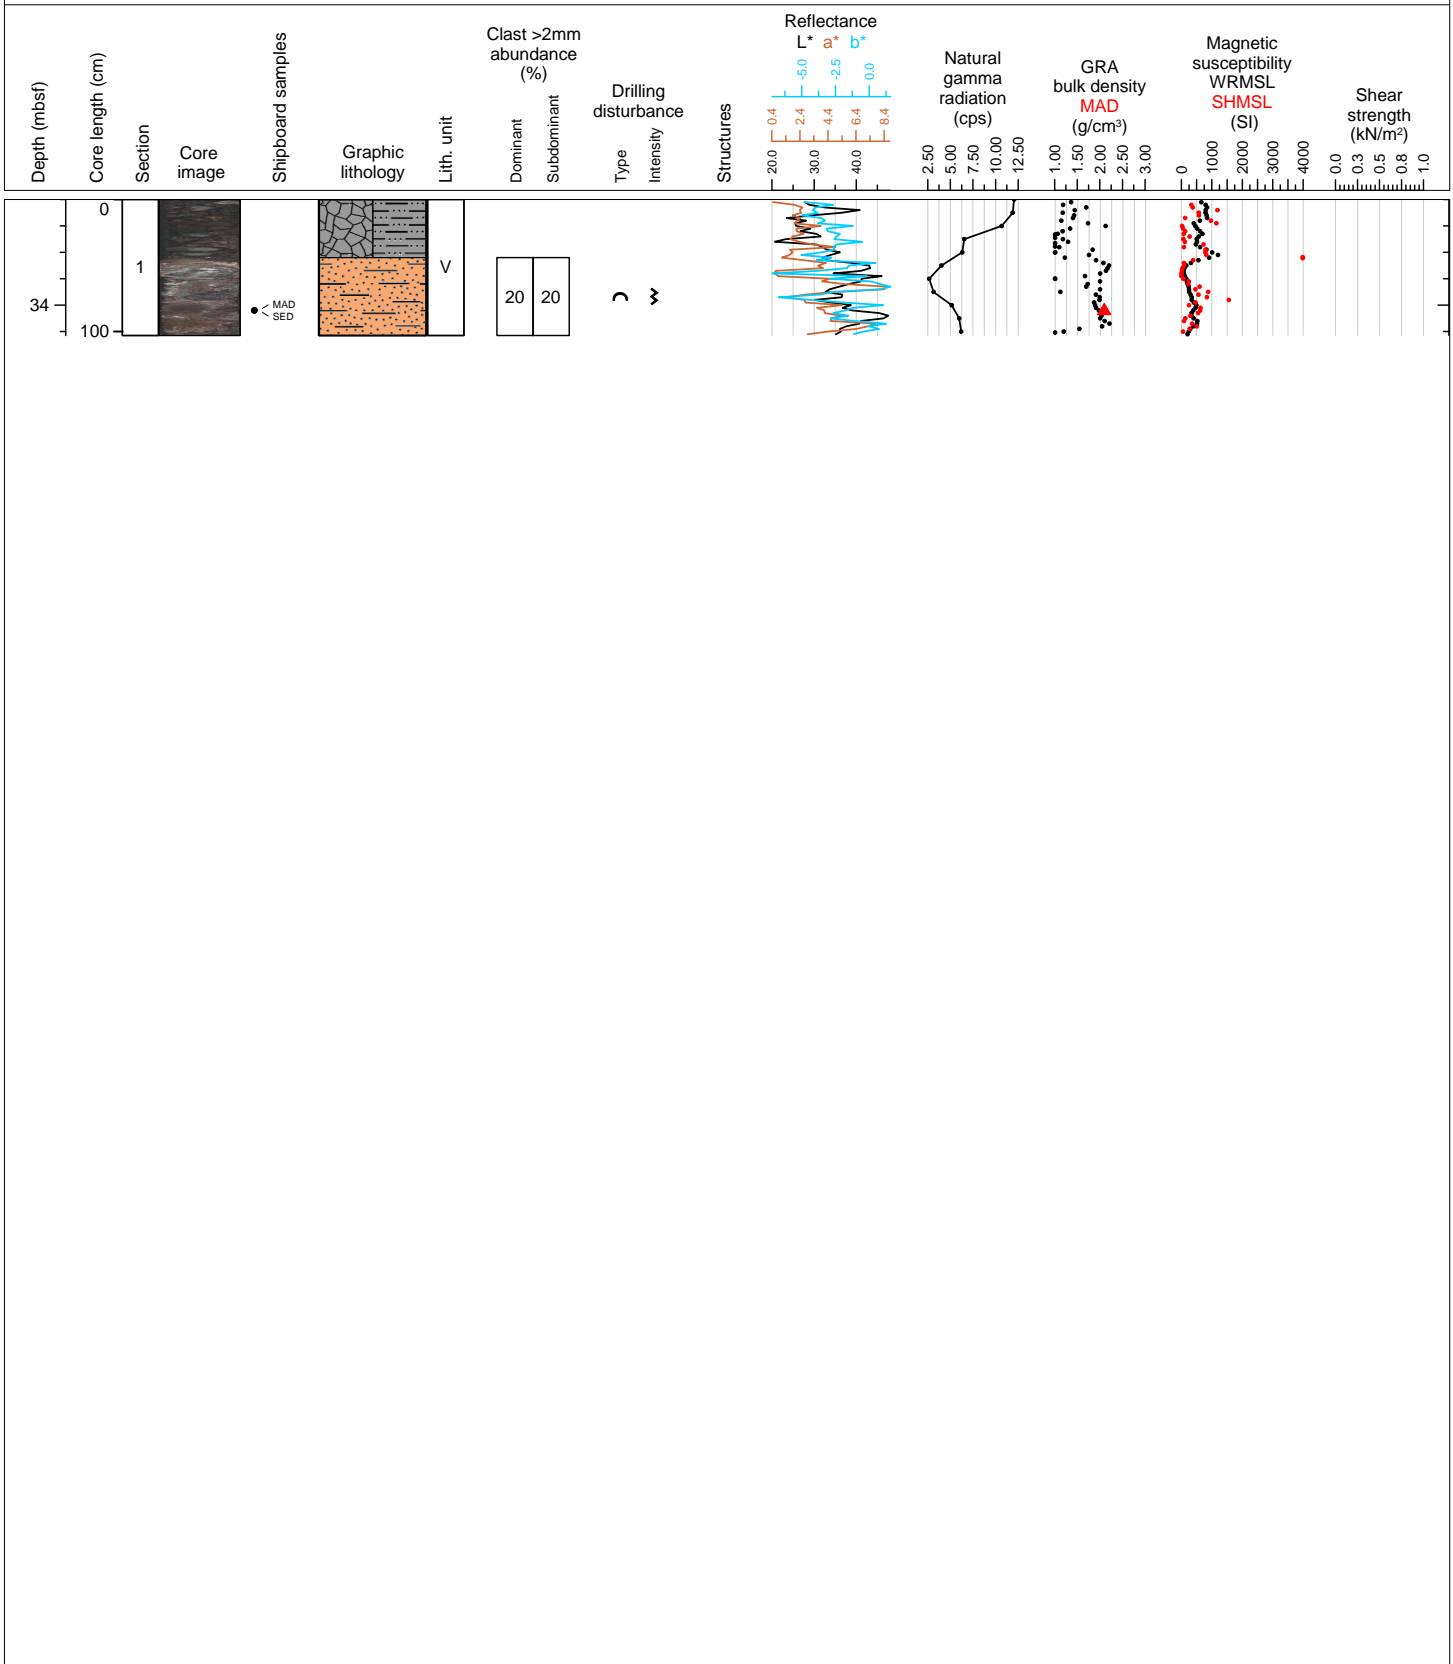 Depth (mbsf)
Core length (cm)
Section
Core
image
Shipboard samples
Graphic
lithology
Lith. unit
Clast >2mm
abundance
(%)
Dominant
Subdominant
Drilling
disturbance
Type
Intensity
Structures
Reflectance
L* a* b*
-5.0 -2.5 0.0
0.4 2.4 4.4 6.4 8.4
20.0 30.0 40.0
Natural
gamma
radiation
(cps)
2.50 5.00 7.50 10.00 12.50
GRA
bulk density
MAD
(g/cm³)
1.00 1.50 2.00 2.50 3.00
Magnetic
susceptibility
WRMSL
SHMSL
(SI)
0 1000 2000 3000 4000
Shear
strength
(kN/m²)
0.0 0.3 0.5 0.8 1.0
0
1
V
34
MAD
SED
20 20
100